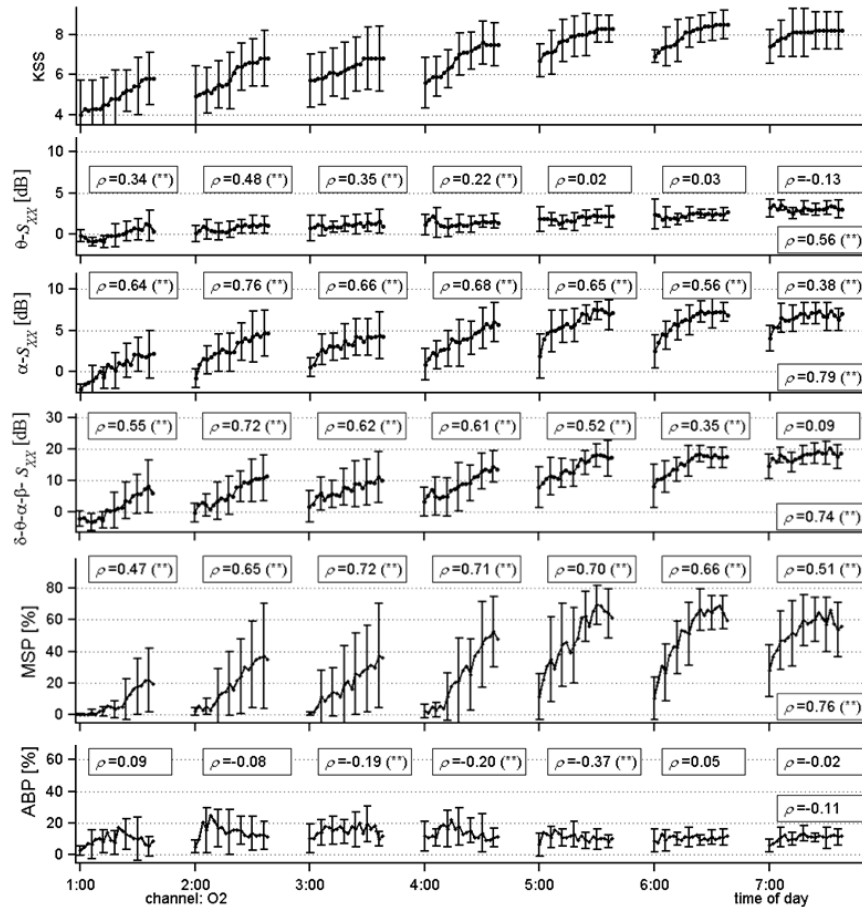 KSS
8
6
4
θ-S_XX [dB]
10
5
0
ρ=0.34 (**) ρ=0.48 (**) ρ=0.35 (**) ρ=0.22 (**) ρ=0.02 ρ=0.03 ρ=-0.13
ρ=0.56 (**)
α-S_XX [dB]
10
5
0
ρ=0.64 (**) ρ=0.76 (**) ρ=0.66 (**) ρ=0.68 (**) ρ=0.65 (**) ρ=0.56 (**) ρ=0.38 (**)
ρ=0.79 (**)
δ-θ-α-β- S_XX [dB]
30
20
10
0
ρ=0.55 (**) ρ=0.72 (**) ρ=0.62 (**) ρ=0.61 (**) ρ=0.52 (**) ρ=0.35 (**) ρ=0.09
ρ=0.74 (**)
MSP [%]
80
60
40
20
0
ρ=0.47 (**) ρ=0.65 (**) ρ=0.72 (**) ρ=0.71 (**) ρ=0.70 (**) ρ=0.66 (**) ρ=0.51 (**)
ρ=0.76 (**)
ABP [%]
60
40
20
0
ρ=0.09 ρ=-0.08 ρ=-0.19 (**) ρ=-0.20 (**) ρ=-0.37 (**) ρ=0.05 ρ=-0.02
ρ=-0.11
1:00 2:00 3:00 4:00 5:00 6:00 7:00
channel: O2 time of day